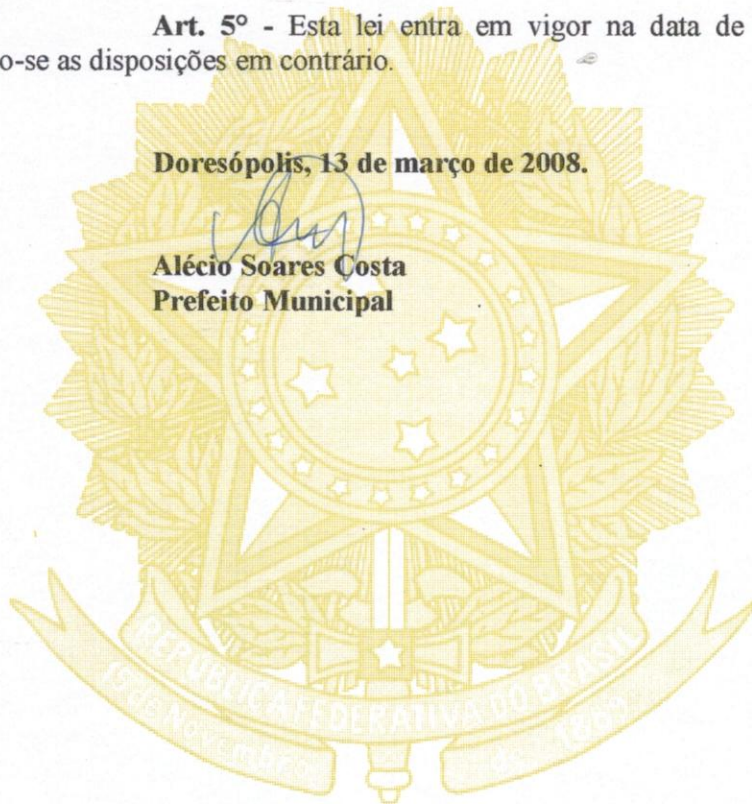 Art. 5º - Esta lei entra em vigor na data de
o-se as disposições em contrário.
Doresópolis, 13 de março de 2008.
Alécio Soares Costa
Prefeito Municipal
REPÚBLICA FEDERATIVA DO BRASIL
15 de Novembro de 1889